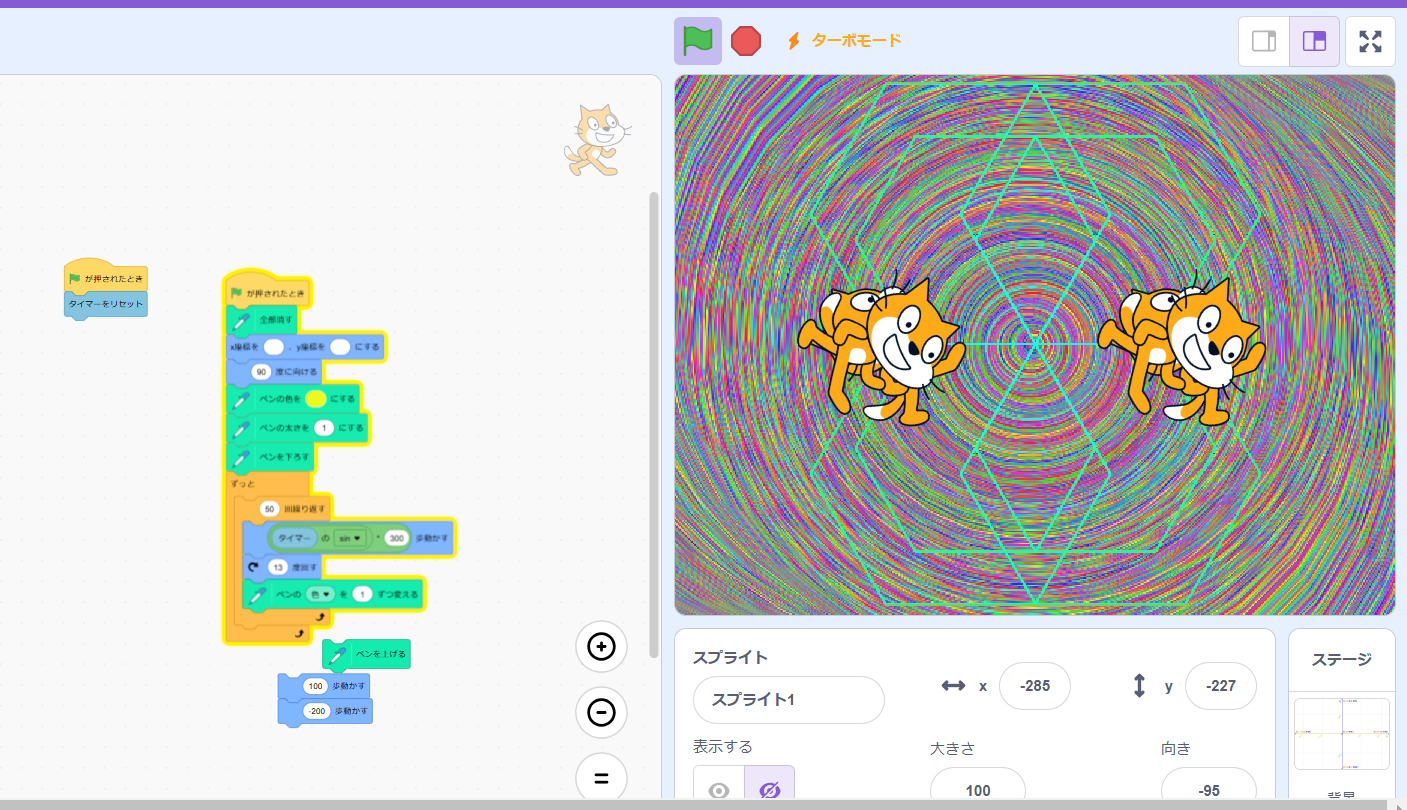 ターボモード
が押されたとき
タイマーをリセット
が押されたとき
全部消す
x座標を 、y座標を にする
90 度に向ける
ペンの色を にする
ペンの太さを 1 にする
ペンを下ろす
ずっと
50 回繰り返す
タイマー の sin * 300 歩動かす
13 度回す
ペンの 色 を 1 ずつ変える
ペンを上げる
100 歩動かす
-200 歩動かす
スプライト
スプライト1
x -285
y -227
表示する
大きさ 100
向き -95
ステージ
背景